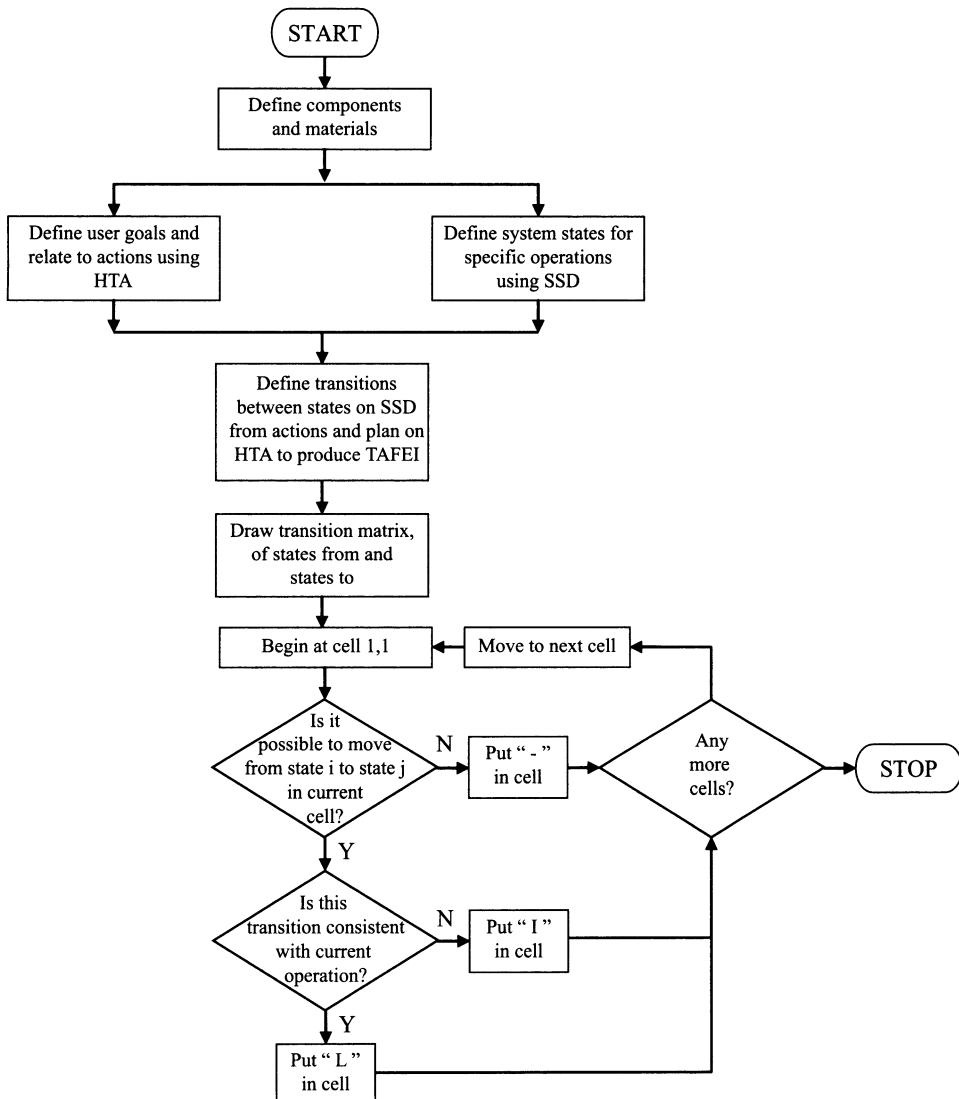 START
Define components
and materials
Define user goals and
relate to actions using
HTA
Define system states for
specific operations
using SSD
Define transitions
between states on SSD
from actions and plan on
HTA to produce TAFEI
Draw transition matrix,
of states from and
states to
Begin at cell 1,1
Move to next cell
Is it
possible to move
from state i to state j
in current
cell?
N
Put “ - ”
in cell
Any
more
cells?
STOP
Y
Is this
transition consistent
with current
operation?
N
Put “ I ”
in cell
Y
Put “ L ”
in cell